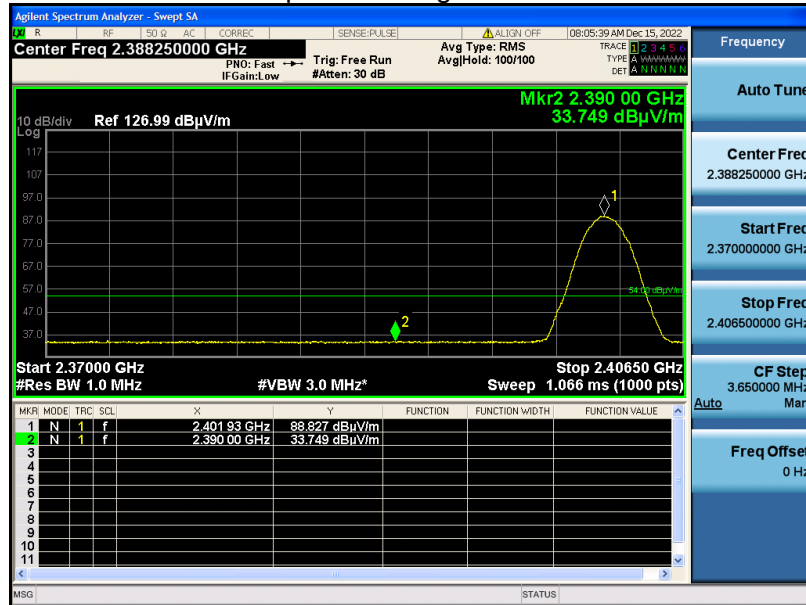 Agilent Spectrum Analyzer - Swept SA
LXI R RF 50 Ω AC CORREC SENSE:PULSE ALIGN OFF 08:05:39 AM Dec 15, 2022
Center Freq 2.388250000 GHz
PNO: Fast
IFGain:Low
Trig: Free Run
#Atten: 30 dB
Avg Type: RMS
Avg|Hold: 100/100
TRACE 1 2 3 4 5 6
TYPE A WWWWW
DET A N N N N N
Mkr2 2.390 00 GHz
33.749 dBµV/m
10 dB/div Ref 126.99 dBµV/m
Log
117
107
97.0
87.0
77.0
67.0
57.0
47.0
37.0
1
2
54.00 dBµV/m
Start 2.37000 GHz Stop 2.40650 GHz
#Res BW 1.0 MHz #VBW 3.0 MHz* Sweep 1.066 ms (1000 pts)
MKR MODE TRC SCL X Y FUNCTION FUNCTION WIDTH FUNCTION VALUE
1 N 1 f 2.401 93 GHz 88.827 dBµV/m
2 N 1 f 2.390 00 GHz 33.749 dBµV/m
3
4
5
6
7
8
9
10
11
MSG STATUS
Frequency
Auto Tune
Center Freq
2.388250000 GHz
Start Freq
2.370000000 GHz
Stop Freq
2.406500000 GHz
CF Step
3.650000 MHz
Auto Man
Freq Offset
0 Hz